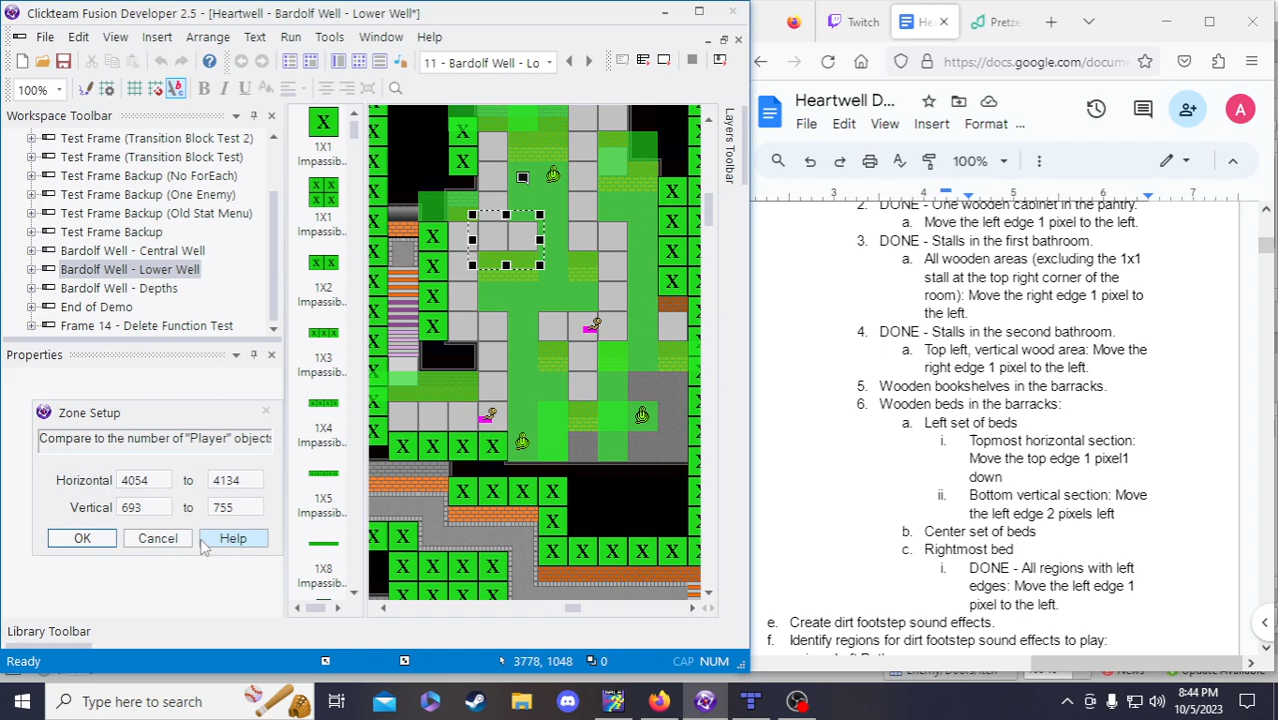 Clickteam Fusion Developer 2.5 - [Heartwell - Bardolf Well - Lower Well*]
File Edit View Insert Arrange Text Run Tools Window Help
11 - Bardolf Well - Lo
100%
B I U A
Workspace Toolbar
Test Frame (Transition Block Test 2)
Test Frame (Transition Block Test)
Test Frame Backup (No ForEach)
Test Frame Backup (Old Enemy)
Test Frame Backup (Old Stat Menu)
Test Frame Backup
Bardolf Well - Central Well
Bardolf Well - Lower Well
Bardolf Well - Depths
End of Demo
Frame 14 - Delete Function Test
Properties
Zone Setup
Compare to the number of "Player" objects
Horizontal 4054 to 4134
Vertical 693 to 755
OK Cancel Help
Library Toolbar
X
1X1
Impassib..
X X
X X
1X1
Impassib..
X X
1X2
Impassib..
1X3
Impassib..
1X4
Impassib..
1X5
Impassib..
1X8
Impassib..
Layers Toolbar
Ready
3778, 1048
0
CAP NUM
Twitch
Hea
Pretze
https://docs.google.com/docume
Heartwell D...
A
File Edit View Insert Format ...
100%
2. DONE - One wooden cabinet in the pantry.
a. Move the left edge 1 pixel to the left.
3. DONE - Stalls in the first bathroom.
a. All wooden areas (excluding the 1x1
stall at the top right corner of the
room): Move the right edge 1 pixel to
the left.
4. DONE - Stalls in the second bathroom.
a. Top left, vertical wood area: Move the
right edge 1 pixel to the left.
5. Wooden bookshelves in the barracks.
6. Wooden beds in the barracks:
a. Left set of beds
i. Topmost horizontal section:
Move the top edge 1 pixel1
down
ii. Bottom vertical section: Move
the left edge 2 pixels left
b. Center set of beds
c. Rightmost bed
i. DONE - All regions with left
edges: Move the left edge 1
pixel to the left.
e. Create dirt footstep sound effects.
f. Identify regions for dirt footstep sound effects to play:
Type here to search
8:44 PM
10/5/2023